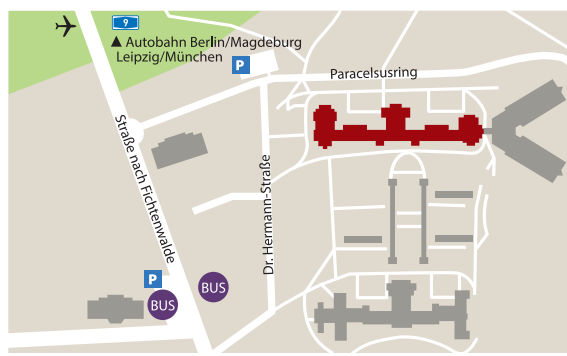 9
▲ Autobahn Berlin/Magdeburg
Leipzig/München
P
Paracelsusring
Straße nach Fichtenwalde
Dr. Hermann-Straße
P
BUS
BUS